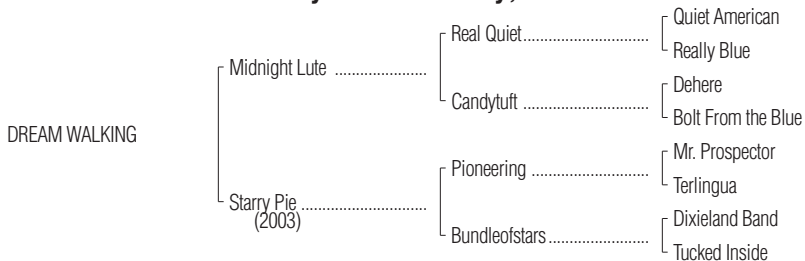 Quiet American
Real Quiet
Really Blue
Midnight Lute
Dehere
Candytuft
Bolt From the Blue
DREAM WALKING
Mr. Prospector
Pioneering
Terlingua
Starry Pie
(2003)
Dixieland Band
Bundleofstars
Tucked Inside